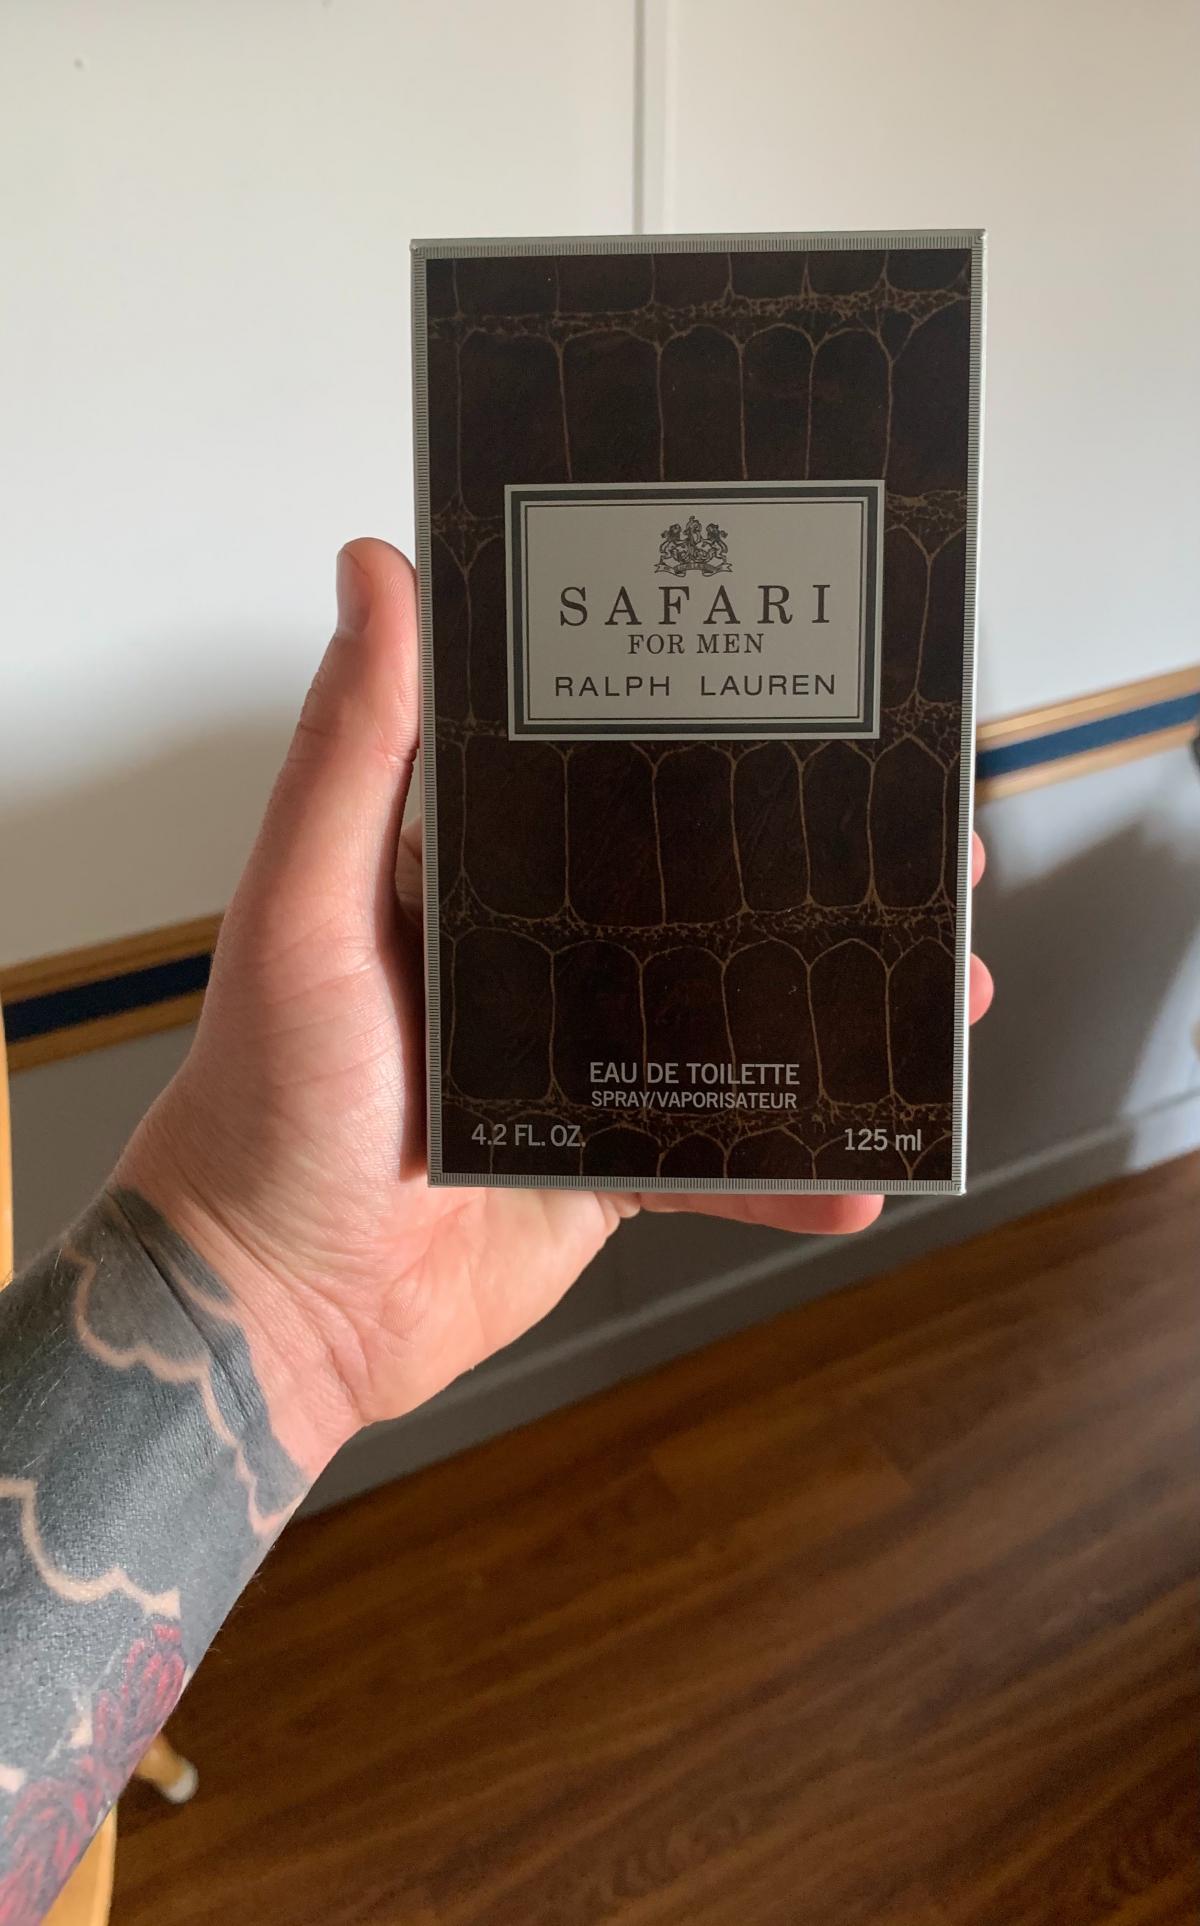 SAFARI
FOR MEN
RALPH LAUREN
EAU DE TOILETTE
SPRAY/VAPORISATEUR
4.2 FL. OZ. 125 ml